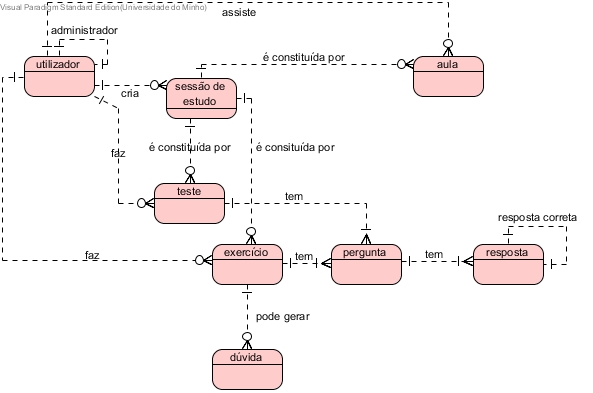 Visual Paradigm Standard Edition(Universidade do Minho)
assiste
administrador
utilizador
é constituída por
aula
cria
sessão de
estudo
é constituída por
é consituída por
faz
teste
tem
resposta correta
faz
exercício
tem
pergunta
tem
resposta
pode gerar
dúvida